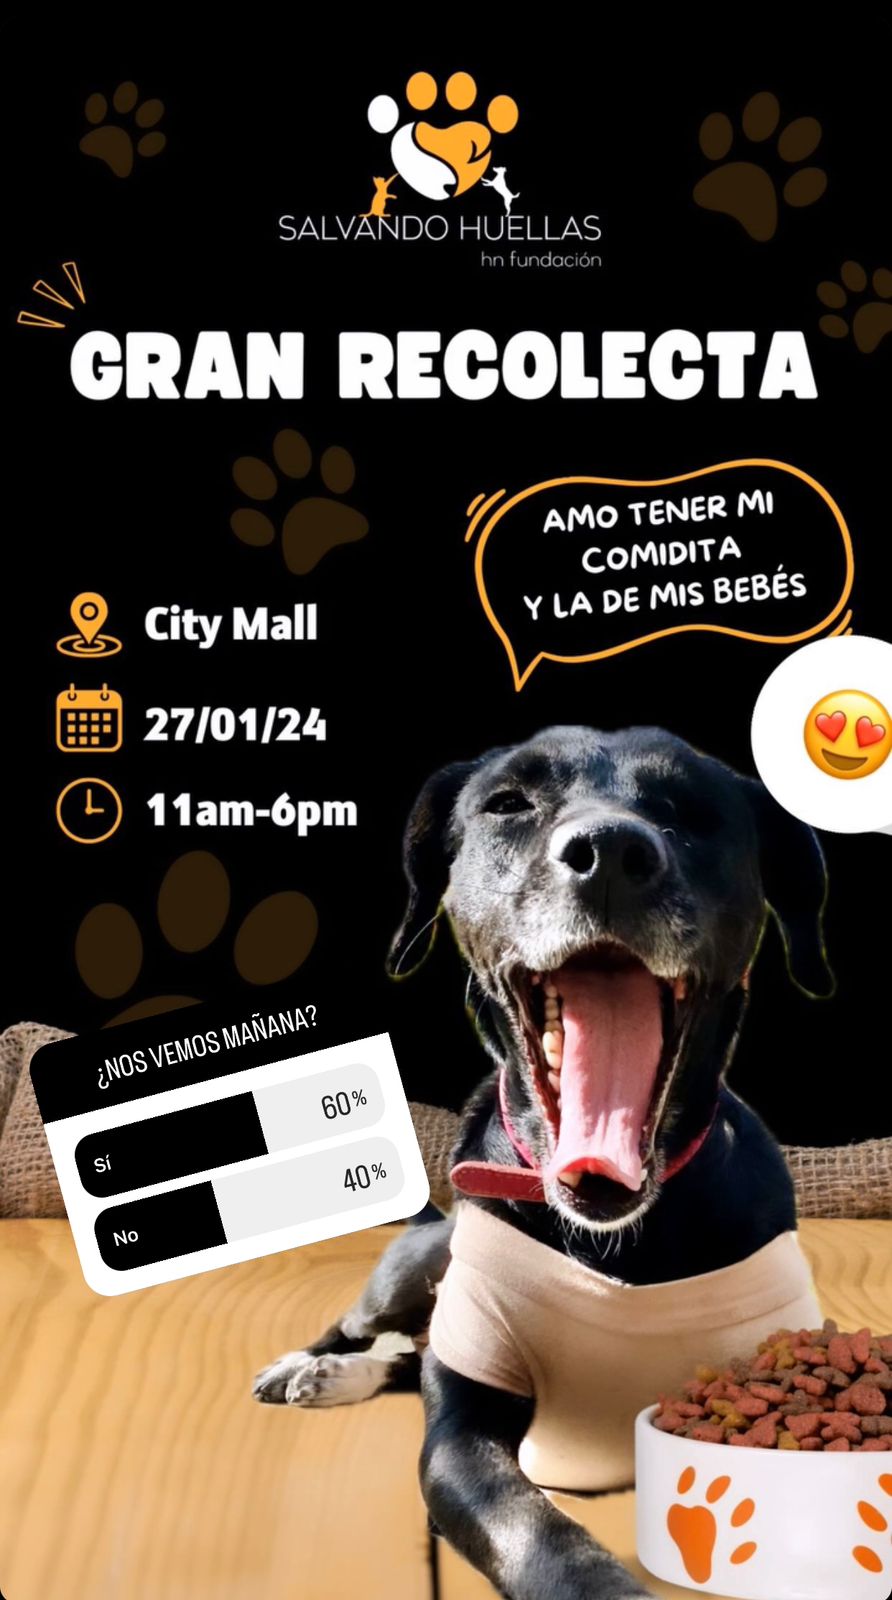 SALVANDO HUELLAS
hn fundación
GRAN RECOLECTA
AMO TENER MI
COMIDITA
Y LA DE MIS BEBÉS
City Mall
27/01/24
11am-6pm
¿NOS VEMOS MAÑANA?
Sí 60%
No 40%